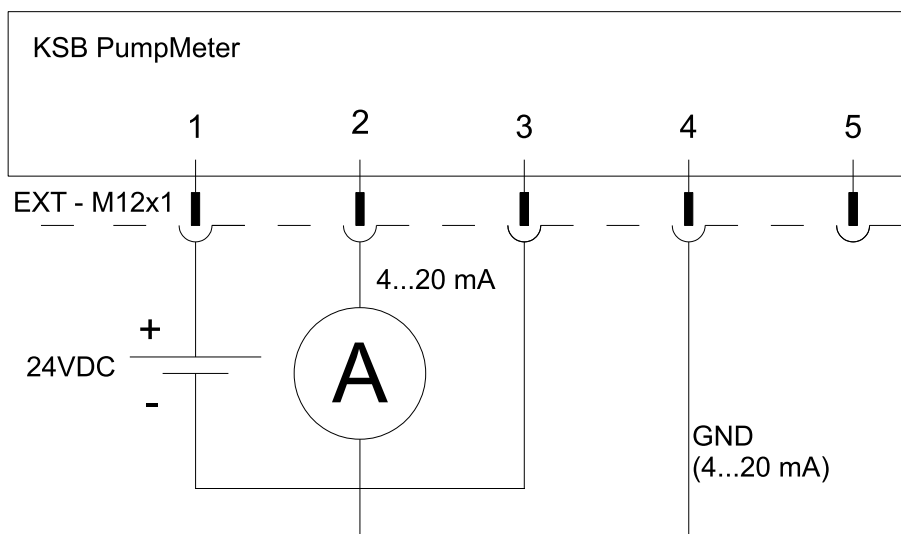 KSB PumpMeter
1 2 3 4 5
EXT - M12x1
4...20 mA
+
24VDC
A
-
GND
(4...20 mA)